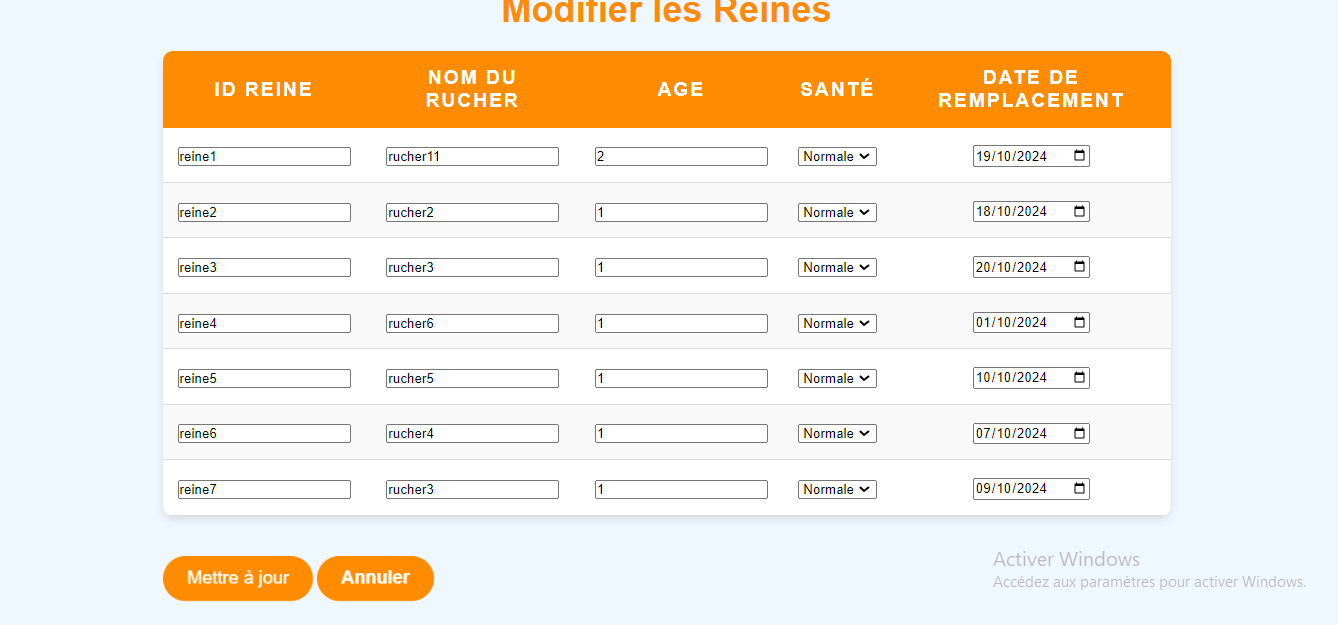 Modifier les Reines
ID REINE NOM DU RUCHER AGE SANTÉ DATE DE REMPLACEMENT
reine1 rucher11 2 Normale 19/10/2024
reine2 rucher2 1 Normale 18/10/2024
reine3 rucher3 1 Normale 20/10/2024
reine4 rucher6 1 Normale 01/10/2024
reine5 rucher5 1 Normale 10/10/2024
reine6 rucher4 1 Normale 07/10/2024
reine7 rucher3 1 Normale 09/10/2024
Mettre à jour Annuler
Activer Windows
Accédez aux paramètres pour activer Windows.